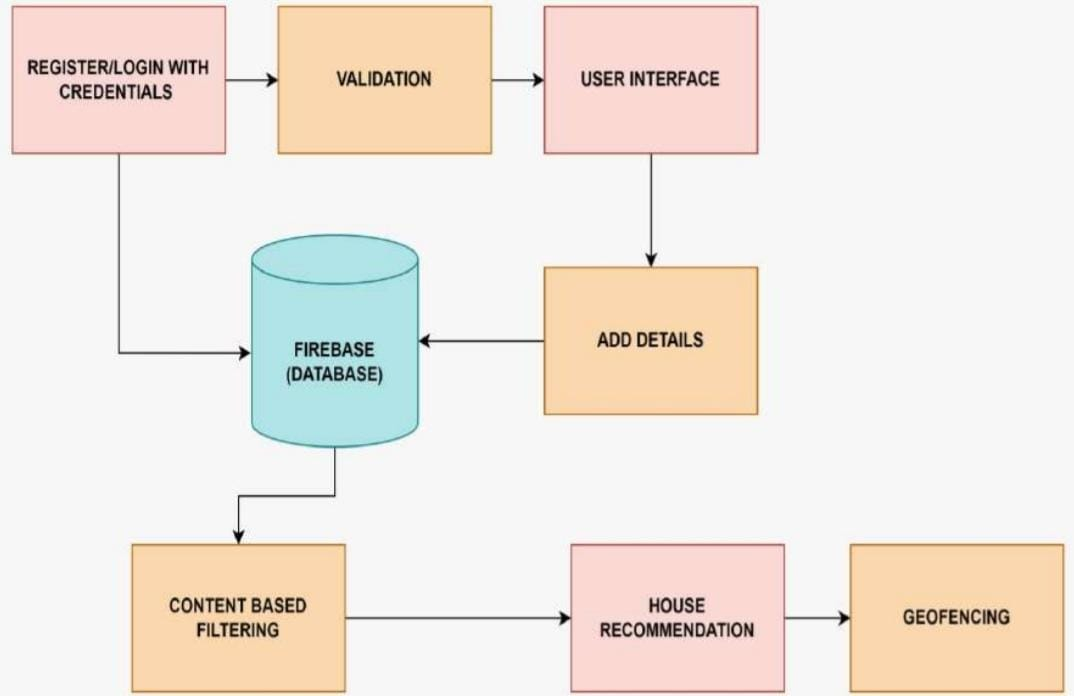 REGISTER/LOGIN WITH
CREDENTIALS
VALIDATION
USER INTERFACE
FIREBASE
(DATABASE)
ADD DETAILS
CONTENT BASED
FILTERING
HOUSE
RECOMMENDATION
GEOFENCING